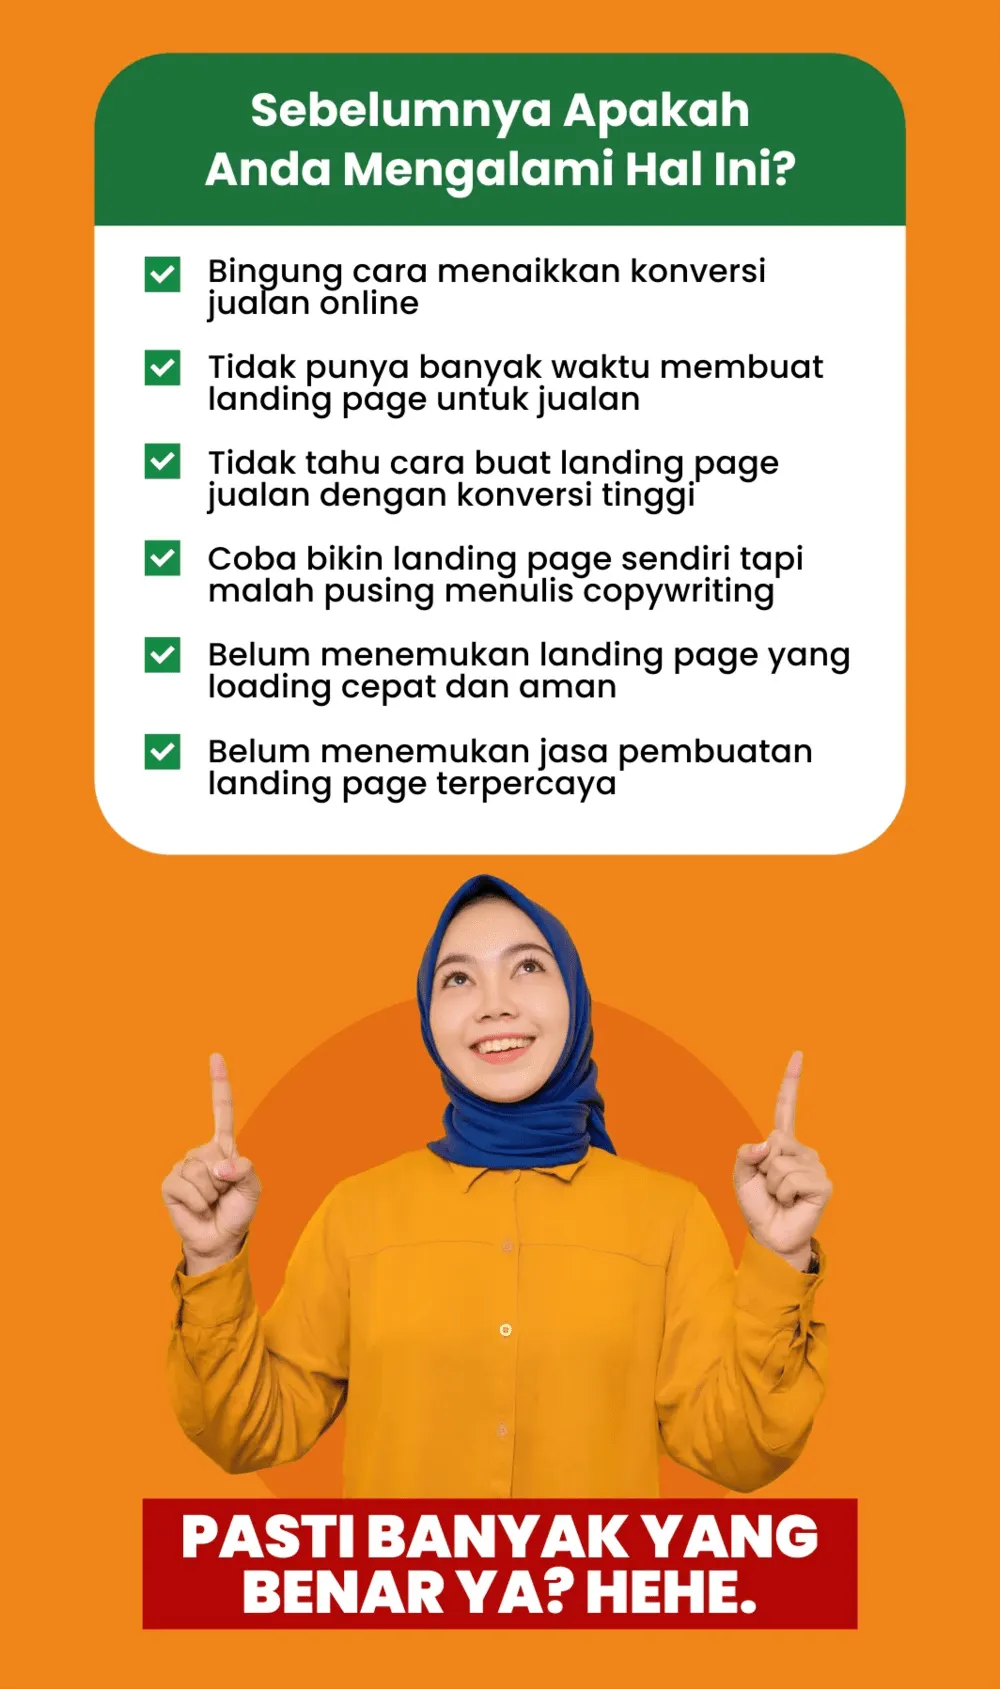 Sebelumnya Apakah
Anda Mengalami Hal Ini?
Bingung cara menaikkan konversi
jualan online
Tidak punya banyak waktu membuat
landing page untuk jualan
Tidak tahu cara buat landing page
jualan dengan konversi tinggi
Coba bikin landing page sendiri tapi
malah pusing menulis copywriting
Belum menemukan landing page yang
loading cepat dan aman
Belum menemukan jasa pembuatan
landing page terpercaya
PASTI BANYAK YANG
BENAR YA? HEHE.